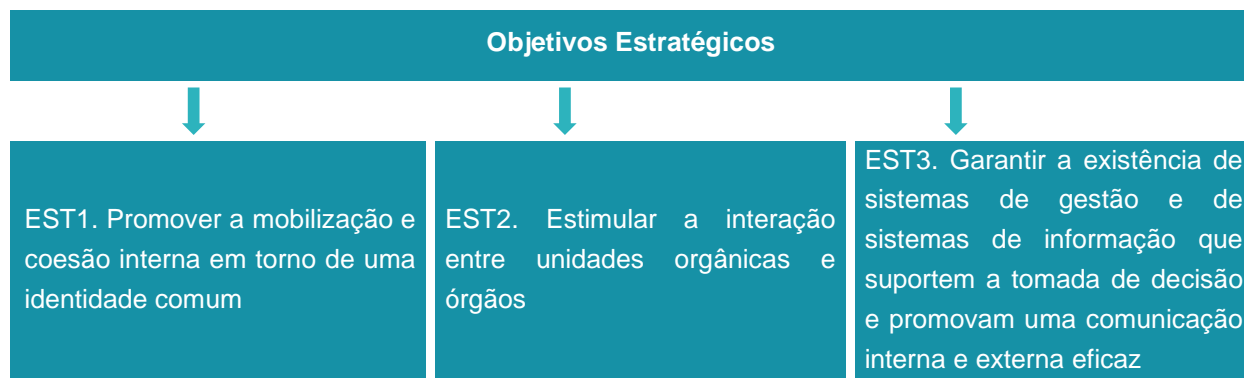 Objetivos Estratégicos
EST1. Promover a mobilização e
coesão interna em torno de uma
identidade comum
EST2. Estimular a interação
entre unidades orgânicas e
órgãos
EST3. Garantir a existência de
sistemas de gestão e de
sistemas de informação que
suportem a tomada de decisão
e promovam uma comunicação
interna e externa eficaz